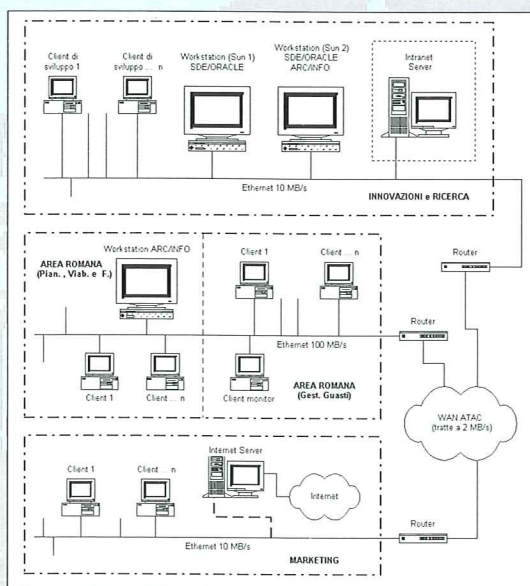 Client di
sviluppo 1
Client di
sviluppo ... n
Workstation (Sun 1)
SDE/ORACLE
Workstation (Sun 2)
SDE/ORACLE
ARC/INFO
Intranet
Server
Ethernet 10 MB/s
INNOVAZIONI e RICERCA
AREA ROMANA
(Pian. , Viab. e F.)
Workstation ARC/INFO
Client 1
Client ... n
Router
Router
Ethernet 100 MB/s
Client 1
Client ... n
Client monitor
AREA ROMANA
(Gest. Guasti)
WAN ATAC
(tratte a 2 MB/s)
Client 1
Client ... n
Internet Server
Internet
Router
Ethernet 10 MB/s
MARKETING